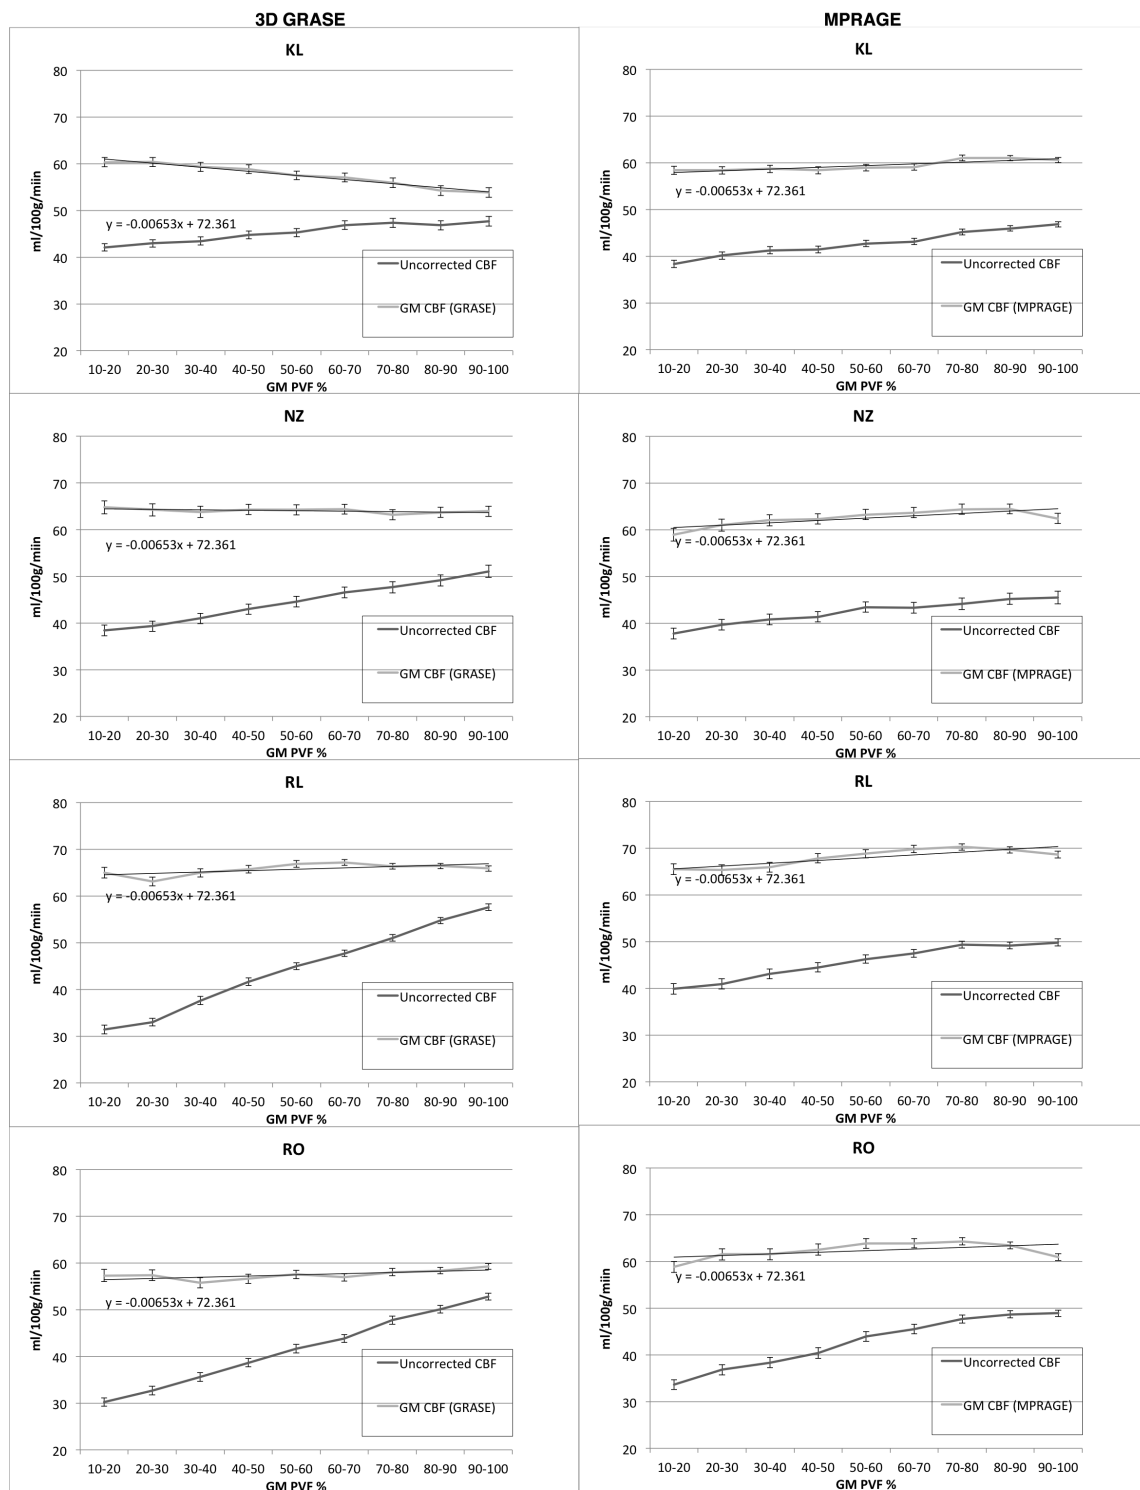 3D GRASE
MPRAGE
KL
80
70
60
50
40
30
20
ml/100g/miin
y = -0.00653x + 72.361
Uncorrected CBF
GM CBF (GRASE)
10-20 20-30 30-40 40-50 50-60 60-70 70-80 80-90 90-100
GM PVF %
KL
80
70
60
50
40
30
20
ml/100g/miin
y = -0.00653x + 72.361
Uncorrected CBF
GM CBF (MPRAGE)
10-20 20-30 30-40 40-50 50-60 60-70 70-80 80-90 90-100
GM PVF %
NZ
80
70
60
50
40
30
20
ml/100g/miin
y = -0.00653x + 72.361
Uncorrected CBF
GM CBF (GRASE)
10-20 20-30 30-40 40-50 50-60 60-70 70-80 80-90 90-100
GM PVF %
NZ
80
70
60
50
40
30
20
ml/100g/miin
y = -0.00653x + 72.361
Uncorrected CBF
GM CBF (MPRAGE)
10-20 20-30 30-40 40-50 50-60 60-70 70-80 80-90 90-100
GM PVF %
RL
80
70
60
50
40
30
20
ml/100g/miin
y = -0.00653x + 72.361
Uncorrected CBF
GM CBF (GRASE)
10-20 20-30 30-40 40-50 50-60 60-70 70-80 80-90 90-100
GM PVF %
RL
80
70
60
50
40
30
20
ml/100g/miin
y = -0.00653x + 72.361
Uncorrected CBF
GM CBF (MPRAGE)
10-20 20-30 30-40 40-50 50-60 60-70 70-80 80-90 90-100
GM PVF %
RO
80
70
60
50
40
30
20
ml/100g/miin
y = -0.00653x + 72.361
Uncorrected CBF
GM CBF (GRASE)
10-20 20-30 30-40 40-50 50-60 60-70 70-80 80-90 90-100
GM PVF %
RO
80
70
60
50
40
30
20
ml/100g/miin
y = -0.00653x + 72.361
Uncorrected CBF
GM CBF (MPRAGE)
10-20 20-30 30-40 40-50 50-60 60-70 70-80 80-90 90-100
GM PVF %